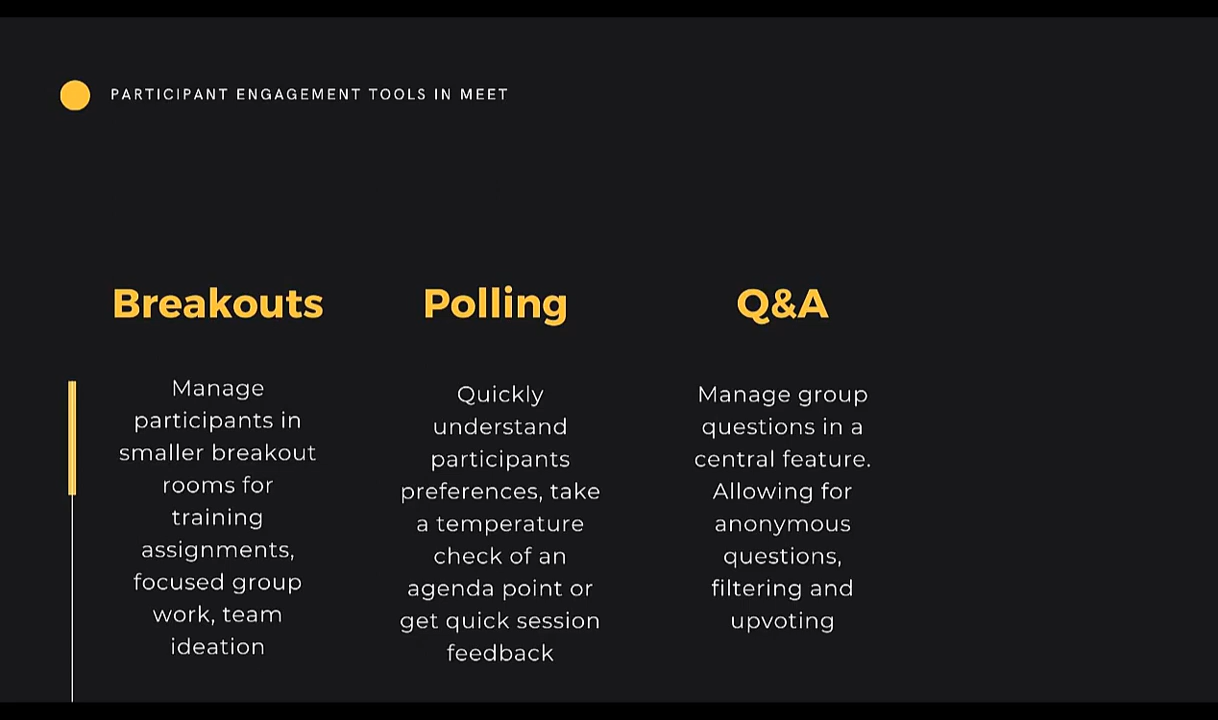 PARTICIPANT ENGAGEMENT TOOLS IN MEET
Breakouts
Manage
participants in
smaller breakout
rooms for
training
assignments,
focused group
work, team
ideation
Polling
Quickly
understand
participants
preferences, take
a temperature
check of an
agenda point or
get quick session
feedback
Q&A
Manage group
questions in a
central feature.
Allowing for
anonymous
questions,
filtering and
upvoting